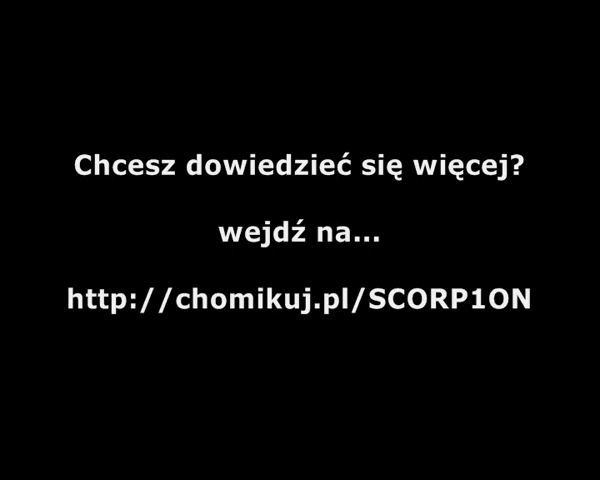 Chcesz dowiedzieć się więcej?
wejdź na...
http://chomikuj.pl/SCORP1ON